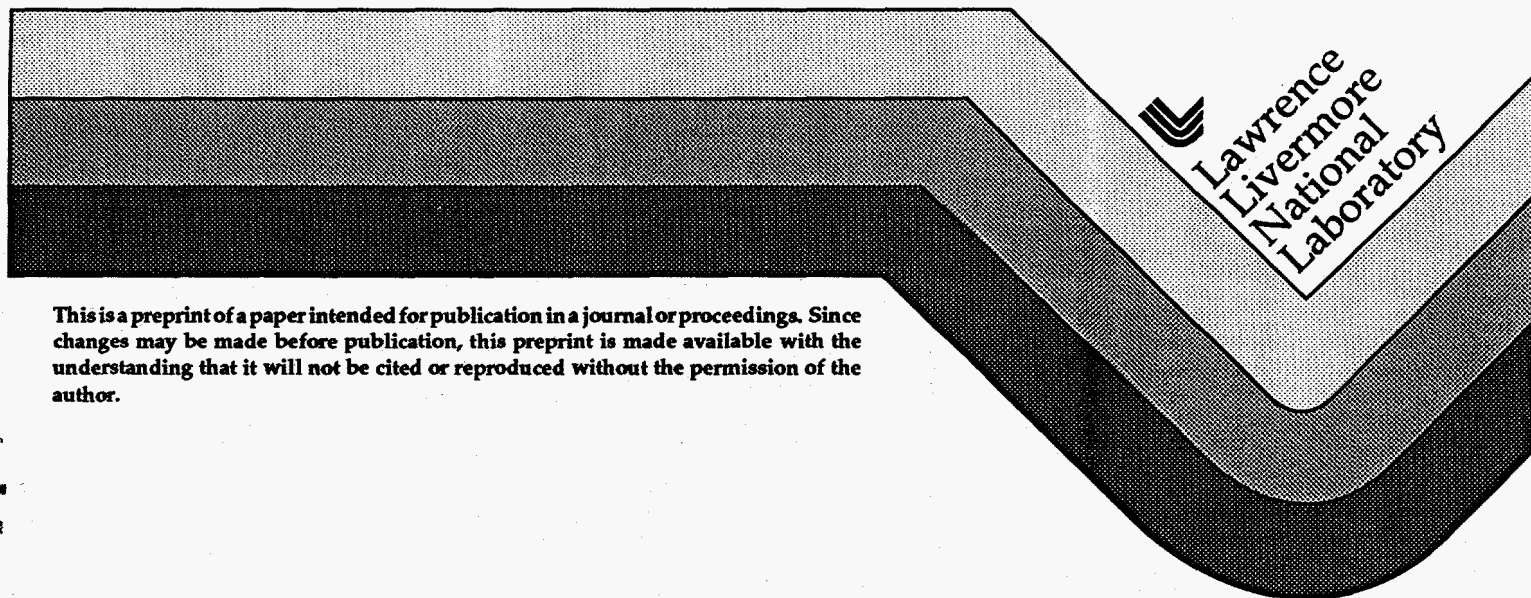 Lawrence
Livermore
National
Laboratory
This is a preprint of a paper intended for publication in a journal or proceedings. Since
changes may be made before publication, this preprint is made available with the
understanding that it will not be cited or reproduced without the permission of the
author.